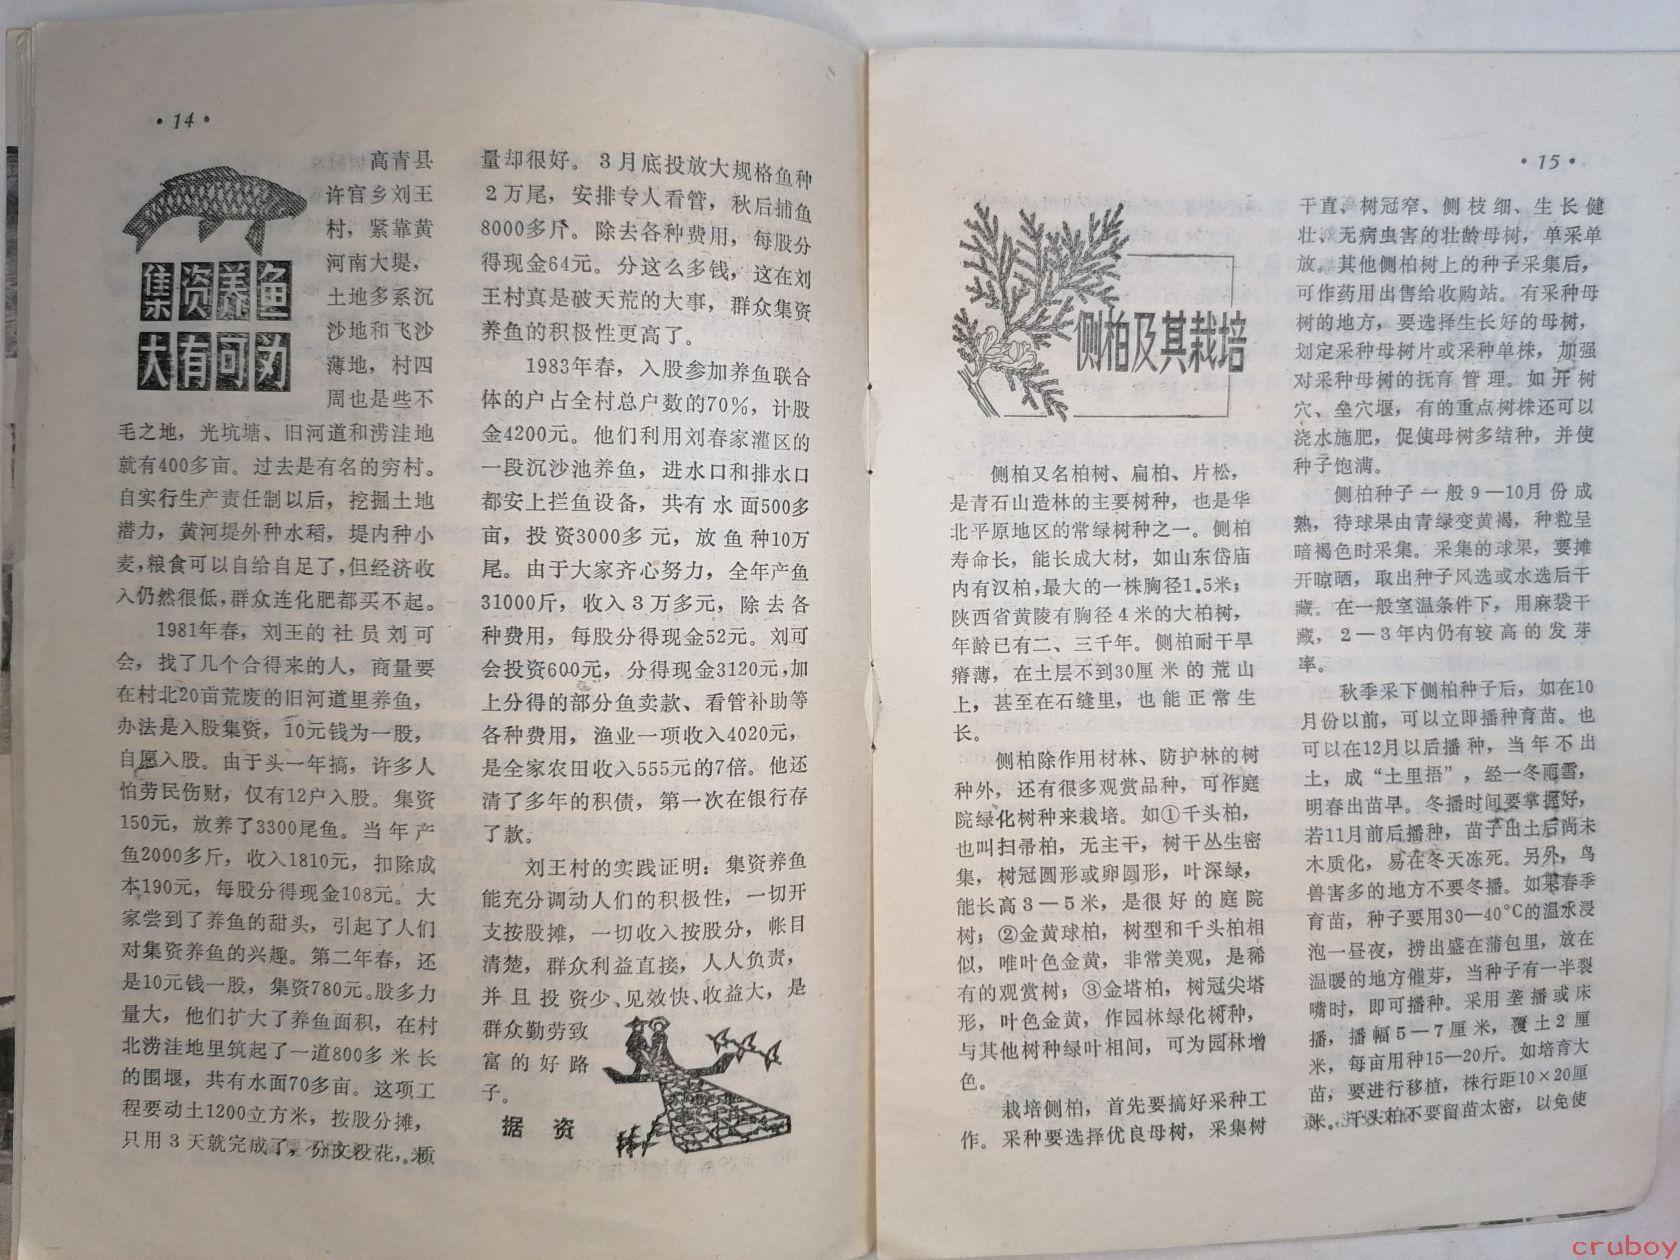 ·14·
集资养鱼
大有可为
高青县
许官乡刘王
村，紧靠黄
河南大堤，
土地多系沉
沙地和飞沙
薄地，村四
周也是些不
毛之地，光坑塘、旧河道和涝洼地
就有400多亩。过去是有名的穷村。
自实行生产责任制以后，挖掘土地
潜力，黄河堤外种水稻，堤内种小
麦，粮食可以自给自足了，但经济收
入仍然很低，群众连化肥都买不起。
1981年春，刘王的社员刘可
会，找了几个合得来的人，商量要
在村北20亩荒废的旧河道里养鱼，
办法是入股集资，10元钱为一股，
自愿入股。由于头一年搞，许多人
怕劳民伤财，仅有12户入股。集资
150元，放养了3300尾鱼。当年产
鱼2000多斤，收入1810元，扣除成
本190元，每股分得现金108元。大
家尝到了养鱼的甜头，引起了人们
对集资养鱼的兴趣。第二年春，还
是10元钱一股，集资780元。股多力
量大，他们扩大了养鱼面积，在村
北涝洼地里筑起了一道800多米长
的围堰，共有水面70多亩。这项工
程要动土1200立方米，按股分摊，
只用3天就完成了，分文没花，质
量却很好。3月底投放大规格鱼种
2万尾，安排专人看管，秋后捕鱼
8000多斤。除去各种费用，每股分
得现金64元。分这么多钱，这在刘
王村真是破天荒的大事，群众集资
养鱼的积极性更高了。
1983年春，入股参加养鱼联合
体的户占全村总户数的70%，计股
金4200元。他们利用刘春家灌区的
一段沉沙池养鱼，进水口和排水口
都安上拦鱼设备，共有水面500多
亩，投资3000多元，放鱼种10万
尾。由于大家齐心努力，全年产鱼
31000斤，收入3万多元，除去各
种费用，每股分得现金52元。刘可
会投资600元，分得现金3120元，加
上分得的部分鱼卖款、看管补助等
各种费用，渔业一项收入4020元，
是全家农田收入555元的7倍。他还
清了多年的积债，第一次在银行存
了款。
刘王村的实践证明：集资养鱼
能充分调动人们的积极性，一切开
支按股摊，一切收入按股分，帐目
清楚，群众利益直接，人人负责，
并且投资少、见效快、收益大，是
群众勤劳致
富的好路
子。
据 资
·15·
侧柏及其栽培
侧柏又名柏树、扁柏、片松，
是青石山造林的主要树种，也是华
北平原地区的常绿树种之一。侧柏
寿命长，能长成大材，如山东岱庙
内有汉柏，最大的一株胸径1.5米；
陕西省黄陵有胸径4米的大柏树，
年龄已有二、三千年。侧柏耐干旱
瘠薄，在土层不到30厘米的荒山
上，甚至在石缝里，也能正常生
长。
侧柏除作用材林、防护林的树
种外，还有很多观赏品种，可作庭
院绿化树种来栽培。如①千头柏，
也叫扫帚柏，无主干，树干丛生密
集，树冠圆形或卵圆形，叶深绿，
能长高3—5米，是很好的庭院
树；②金黄球柏，树型和千头柏相
似，唯叶色金黄，非常美观，是稀
有的观赏树；③金塔柏，树冠尖塔
形，叶色金黄，作园林绿化树种，
与其他树种绿叶相间，可为园林增
色。
栽培侧柏，首先要搞好采种工
作。采种要选择优良母树，采集树
干直、树冠窄、侧枝细、生长健
壮、无病虫害的壮龄母树，单采单
放。其他侧柏树上的种子采集后，
可作药用出售给收购站。有采种母
树的地方，要选择生长好的母树，
划定采种母树片或采种单株，加强
对采种母树的抚育管理。如开树
穴、垒穴堰，有的重点树株还可以
浇水施肥，促使母树多结种，并使
种子饱满。
侧柏种子一般9—10月份成
熟，待球果由青绿变黄褐，种粒呈
暗褐色时采集。采集的球果，要摊
开晾晒，取出种子风选或水选后干
藏。在一般室温条件下，用麻袋干
藏，2—3年内仍有较高的发芽
率。
秋季采下侧柏种子后，如在10
月份以前，可以立即播种育苗。也
可以在12月以后播种，当年不出
土，成“土里捂”，经一冬雨雪，
明春出苗早。冬播时间要掌握好，
若11月前后播种，苗子出土后尚未
木质化，易在冬天冻死。另外，鸟
兽害多的地方不要冬播。如果春季
育苗，种子要用30—40℃的温水浸
泡一昼夜，捞出盛在蒲包里，放在
温暖的地方催芽，当种子有一半裂
嘴时，即可播种。采用垄播或床
播，播幅5—7厘米，覆土2厘
米，每亩用种15—20斤。如培育大
苗，要进行移植，株行距10×20厘
米。千头柏不要留苗太密，以免使
cruboy